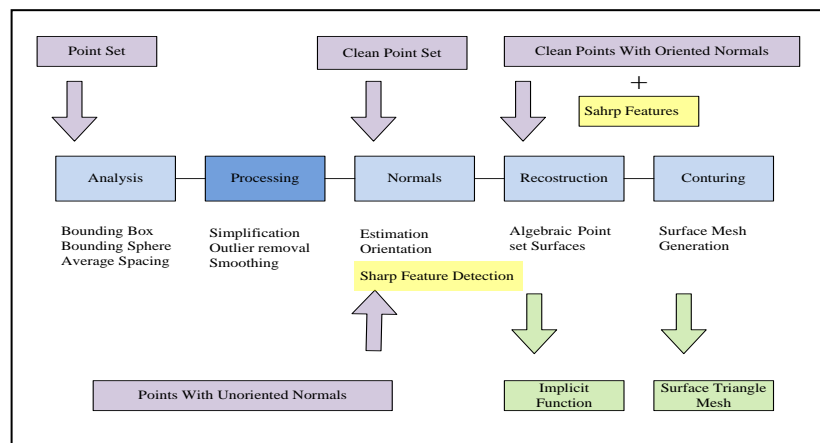 Point Set
Clean Point Set
Clean Points With Oriented Normals
+
Sahrp Features
Analysis
Processing
Normals
Recostruction
Conturing
Bounding Box
Bounding Sphere
Average Spacing
Simplification
Outlier removal
Smoothing
Estimation
Orientation
Sharp Feature Detection
Algebraic Point
set Surfaces
Surface Mesh
Generation
Points With Unoriented Normals
Implicit
Function
Surface Triangle
Mesh